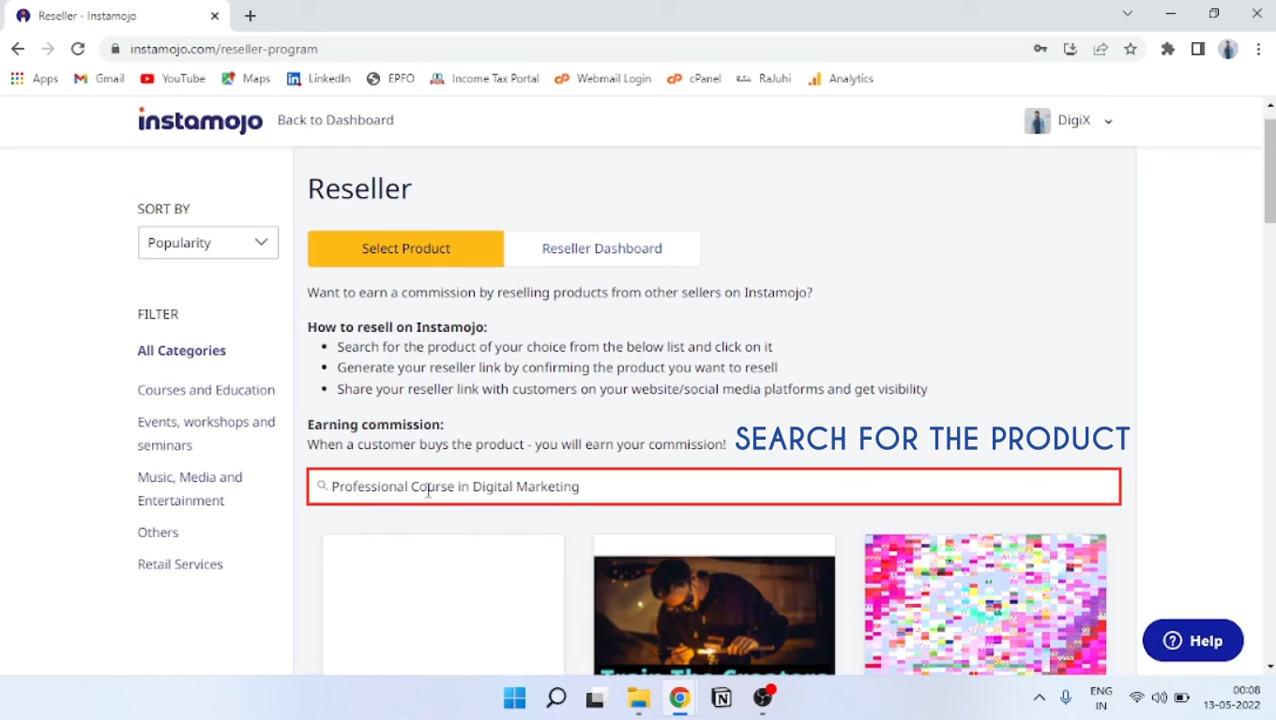 Reseller - Instamojo
instamojo.com/reseller-program
Apps Gmail YouTube Maps LinkedIn EPFO Income Tax Portal Webmail Login cPanel RaJuhi Analytics
instamojo Back to Dashboard DigiX
SORT BY
Popularity
FILTER
All Categories
Courses and Education
Events, workshops and
seminars
Music, Media and
Entertainment
Others
Retail Services
Reseller
Select Product Reseller Dashboard
Want to earn a commission by reselling products from other sellers on Instamojo?
How to resell on Instamojo:
• Search for the product of your choice from the below list and click on it
• Generate your reseller link by confirming the product you want to resell
• Share your reseller link with customers on your website/social media platforms and get visibility
Earning commission:
When a customer buys the product - you will earn your commission!
SEARCH FOR THE PRODUCT
Professional Course in Digital Marketing
Train The Creators
Help
ENG
IN
00:08
13-05-2022